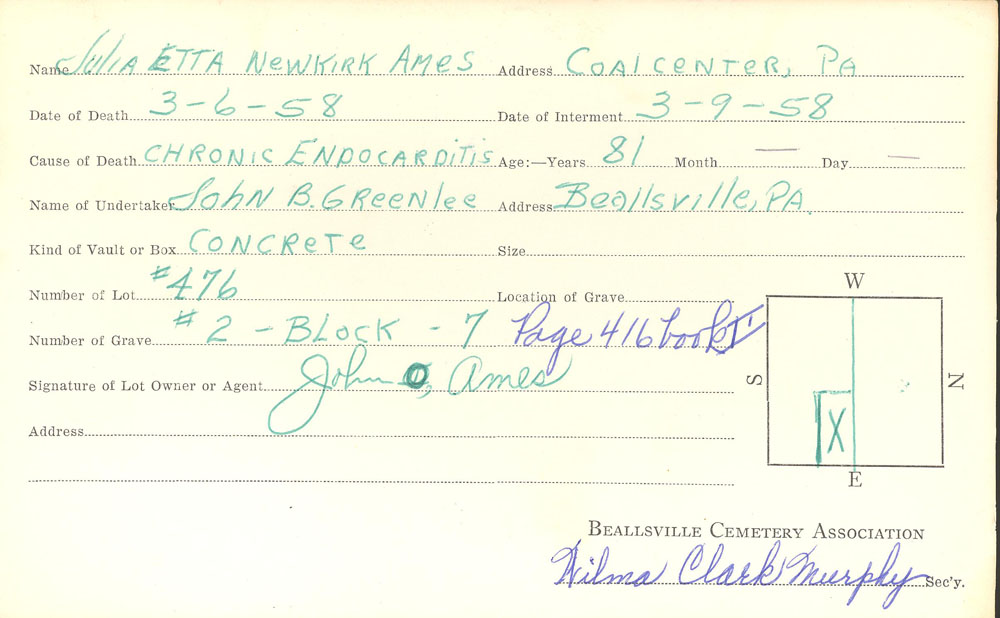 Name Julia Etta Newkirk Ames Address Coalcenter, PA
Date of Death 3-6-58 Date of Interment 3-9-58
Cause of Death Chronic Endocarditis Age:—Years 81 Month — Day —
Name of Undertaker John B. Greenlee Address Beallsville, PA.
Kind of Vault or Box Concrete Size
Number of Lot #476 Location of Grave
Number of Grave #2 - Block - 7 Page 416 book II
Signature of Lot Owner or Agent John O, Ames
Address
W
S N
X
E
Beallsville Cemetery Association
Wilma Clark Murphy Sec'y.